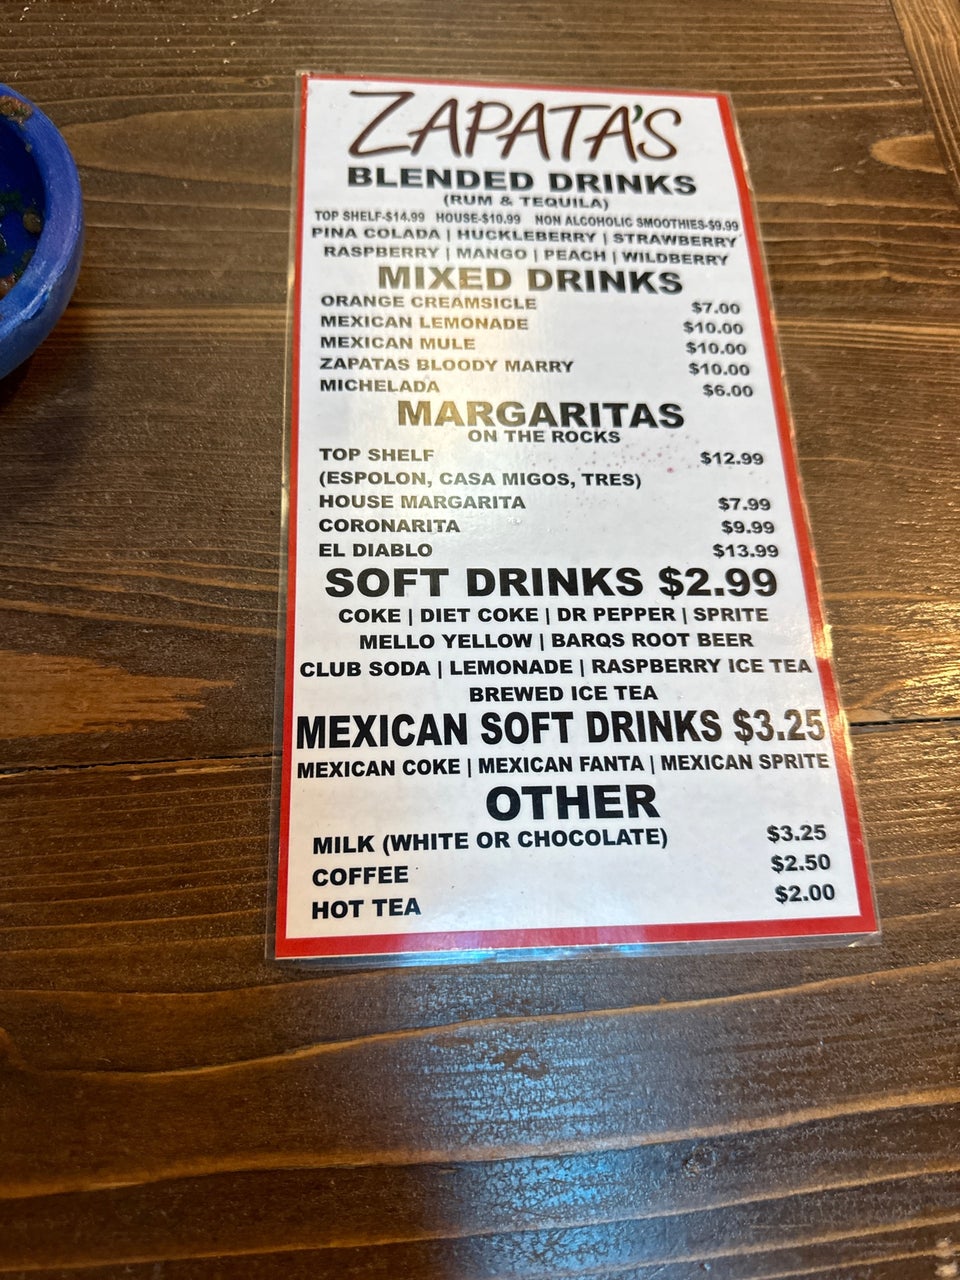 ZAPATA'S
BLENDED DRINKS
(RUM & TEQUILA)
TOP SHELF-$14.99 HOUSE-$10.99 NON ALCOHOLIC SMOOTHIES-$9.99
PINA COLADA | HUCKLEBERRY | STRAWBERRY
RASPBERRY | MANGO | PEACH | WILDBERRY
MIXED DRINKS
ORANGE CREAMSICLE $7.00
MEXICAN LEMONADE $10.00
MEXICAN MULE $10.00
ZAPATAS BLOODY MARRY $10.00
MICHELADA $6.00
MARGARITAS
ON THE ROCKS
TOP SHELF $12.99
(ESPOLON, CASA MIGOS, TRES)
HOUSE MARGARITA $7.99
CORONARITA $9.99
EL DIABLO $13.99
SOFT DRINKS $2.99
COKE | DIET COKE | DR PEPPER | SPRITE
MELLO YELLOW | BARQS ROOT BEER
CLUB SODA | LEMONADE | RASPBERRY ICE TEA
BREWED ICE TEA
MEXICAN SOFT DRINKS $3.25
MEXICAN COKE | MEXICAN FANTA | MEXICAN SPRITE
OTHER
MILK (WHITE OR CHOCOLATE) $3.25
COFFEE $2.50
HOT TEA $2.00